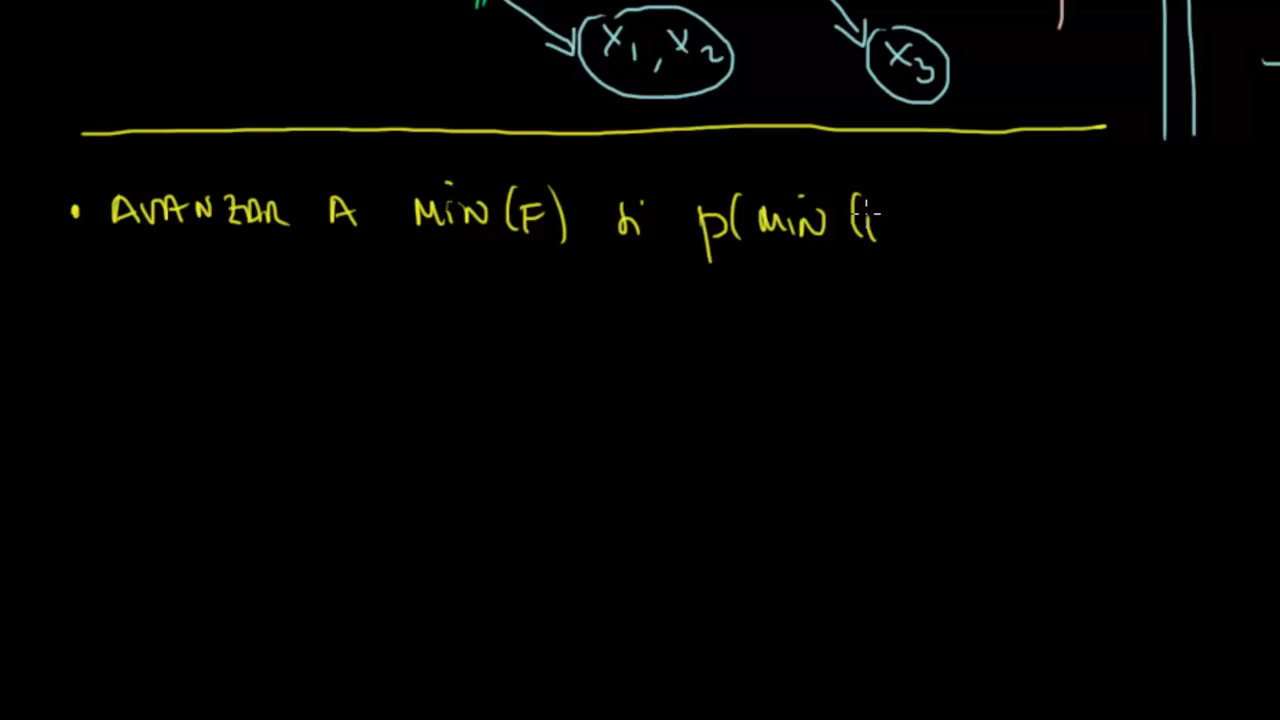 x₁, x₂ x₃
• AVANZAR A MIN(F) si p(MIN (